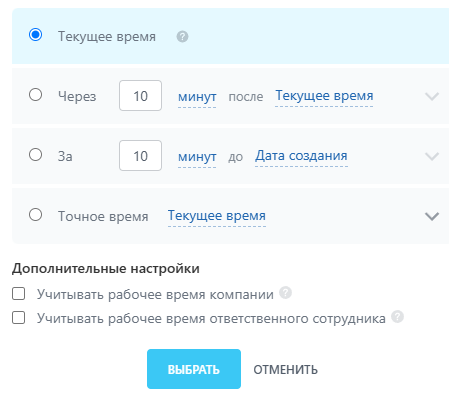 Текущее время ?
Через 10 минут после Текущее время
За 10 минут до Дата создания
Точное время Текущее время
Дополнительные настройки
Учитывать рабочее время компании ?
Учитывать рабочее время ответственного сотрудника ?
ВЫБРАТЬ ОТМЕНИТЬ